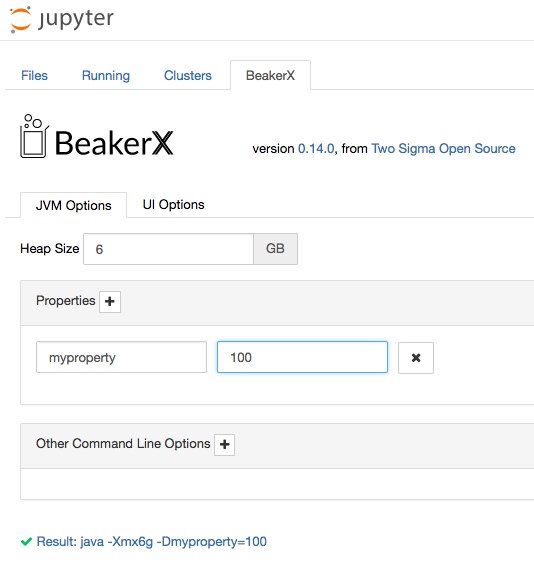 jupyter
Files Running Clusters BeakerX
BeakerX version 0.14.0, from Two Sigma Open Source
JVM Options UI Options
Heap Size 6 GB
Properties
myproperty 100
Other Command Line Options
Result: java -Xmx6g -Dmyproperty=100